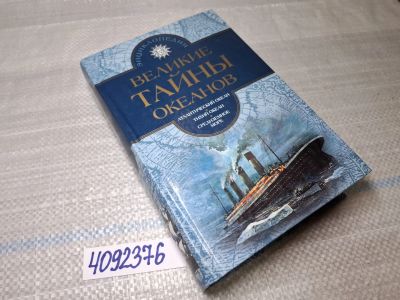 ЭНЦИКЛОПЕДИЯ
ВЕЛИКИЕ
ТАЙНЫ
ОКЕАНОВ
АТЛАНТИЧЕСКИЙ ОКЕАН
ТИХИЙ ОКЕАН
СРЕДИЗЕМНОЕ
МОРЕ
4092376